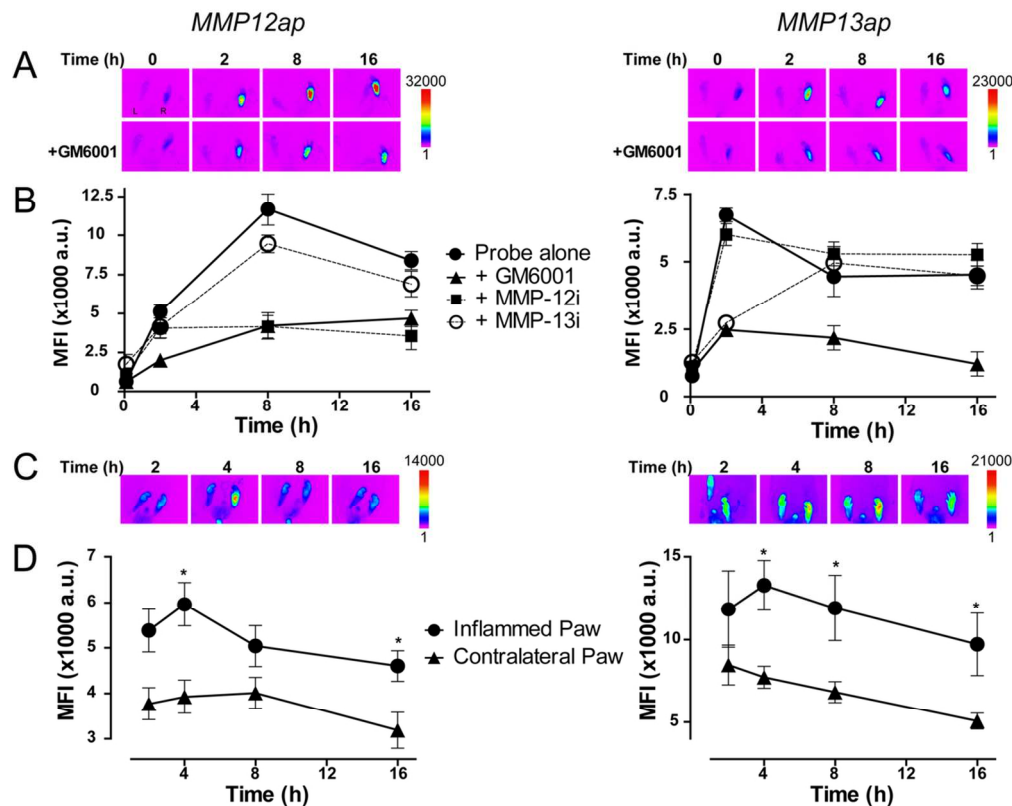 MMP12ap
MMP13ap
A
Time (h) 0 2 8 16
32000
L R
+GM6001
1
Time (h) 0 2 8 16
23000
+GM6001
1
B
MFI (x1000 a.u.)
12.5
10
7.5
5
2.5
0
0 4 8 12 16
Time (h)
Probe alone
+ GM6001
+ MMP-12i
+ MMP-13i
MFI (x1000 a.u.)
7.5
5
2.5
0
0 4 8 12 16
Time (h)
C
Time (h) 2 4 8 16
14000
1
Time (h) 2 4 8 16
21000
1
D
MFI (x1000 a.u.)
7
6
5
4
3
* *
4 8 12 16
Time (h)
Inflammed Paw
Contralateral Paw
MFI (x1000 a.u.)
15
10
5
* * *
4 8 12 16
Time (h)